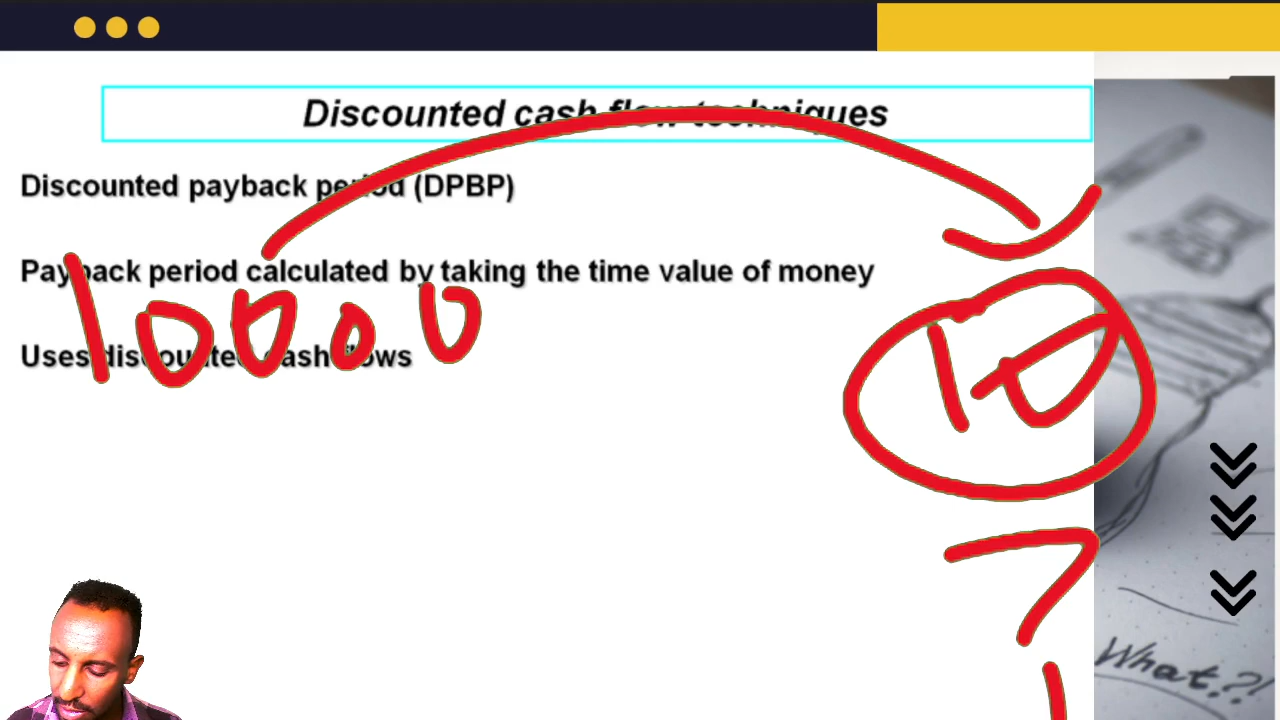 Discounted cash flow techniques
Discounted payback period (DPBP)
Payback period calculated by taking the time value of money
Uses discounted cash flows
10000
10
?
What?!